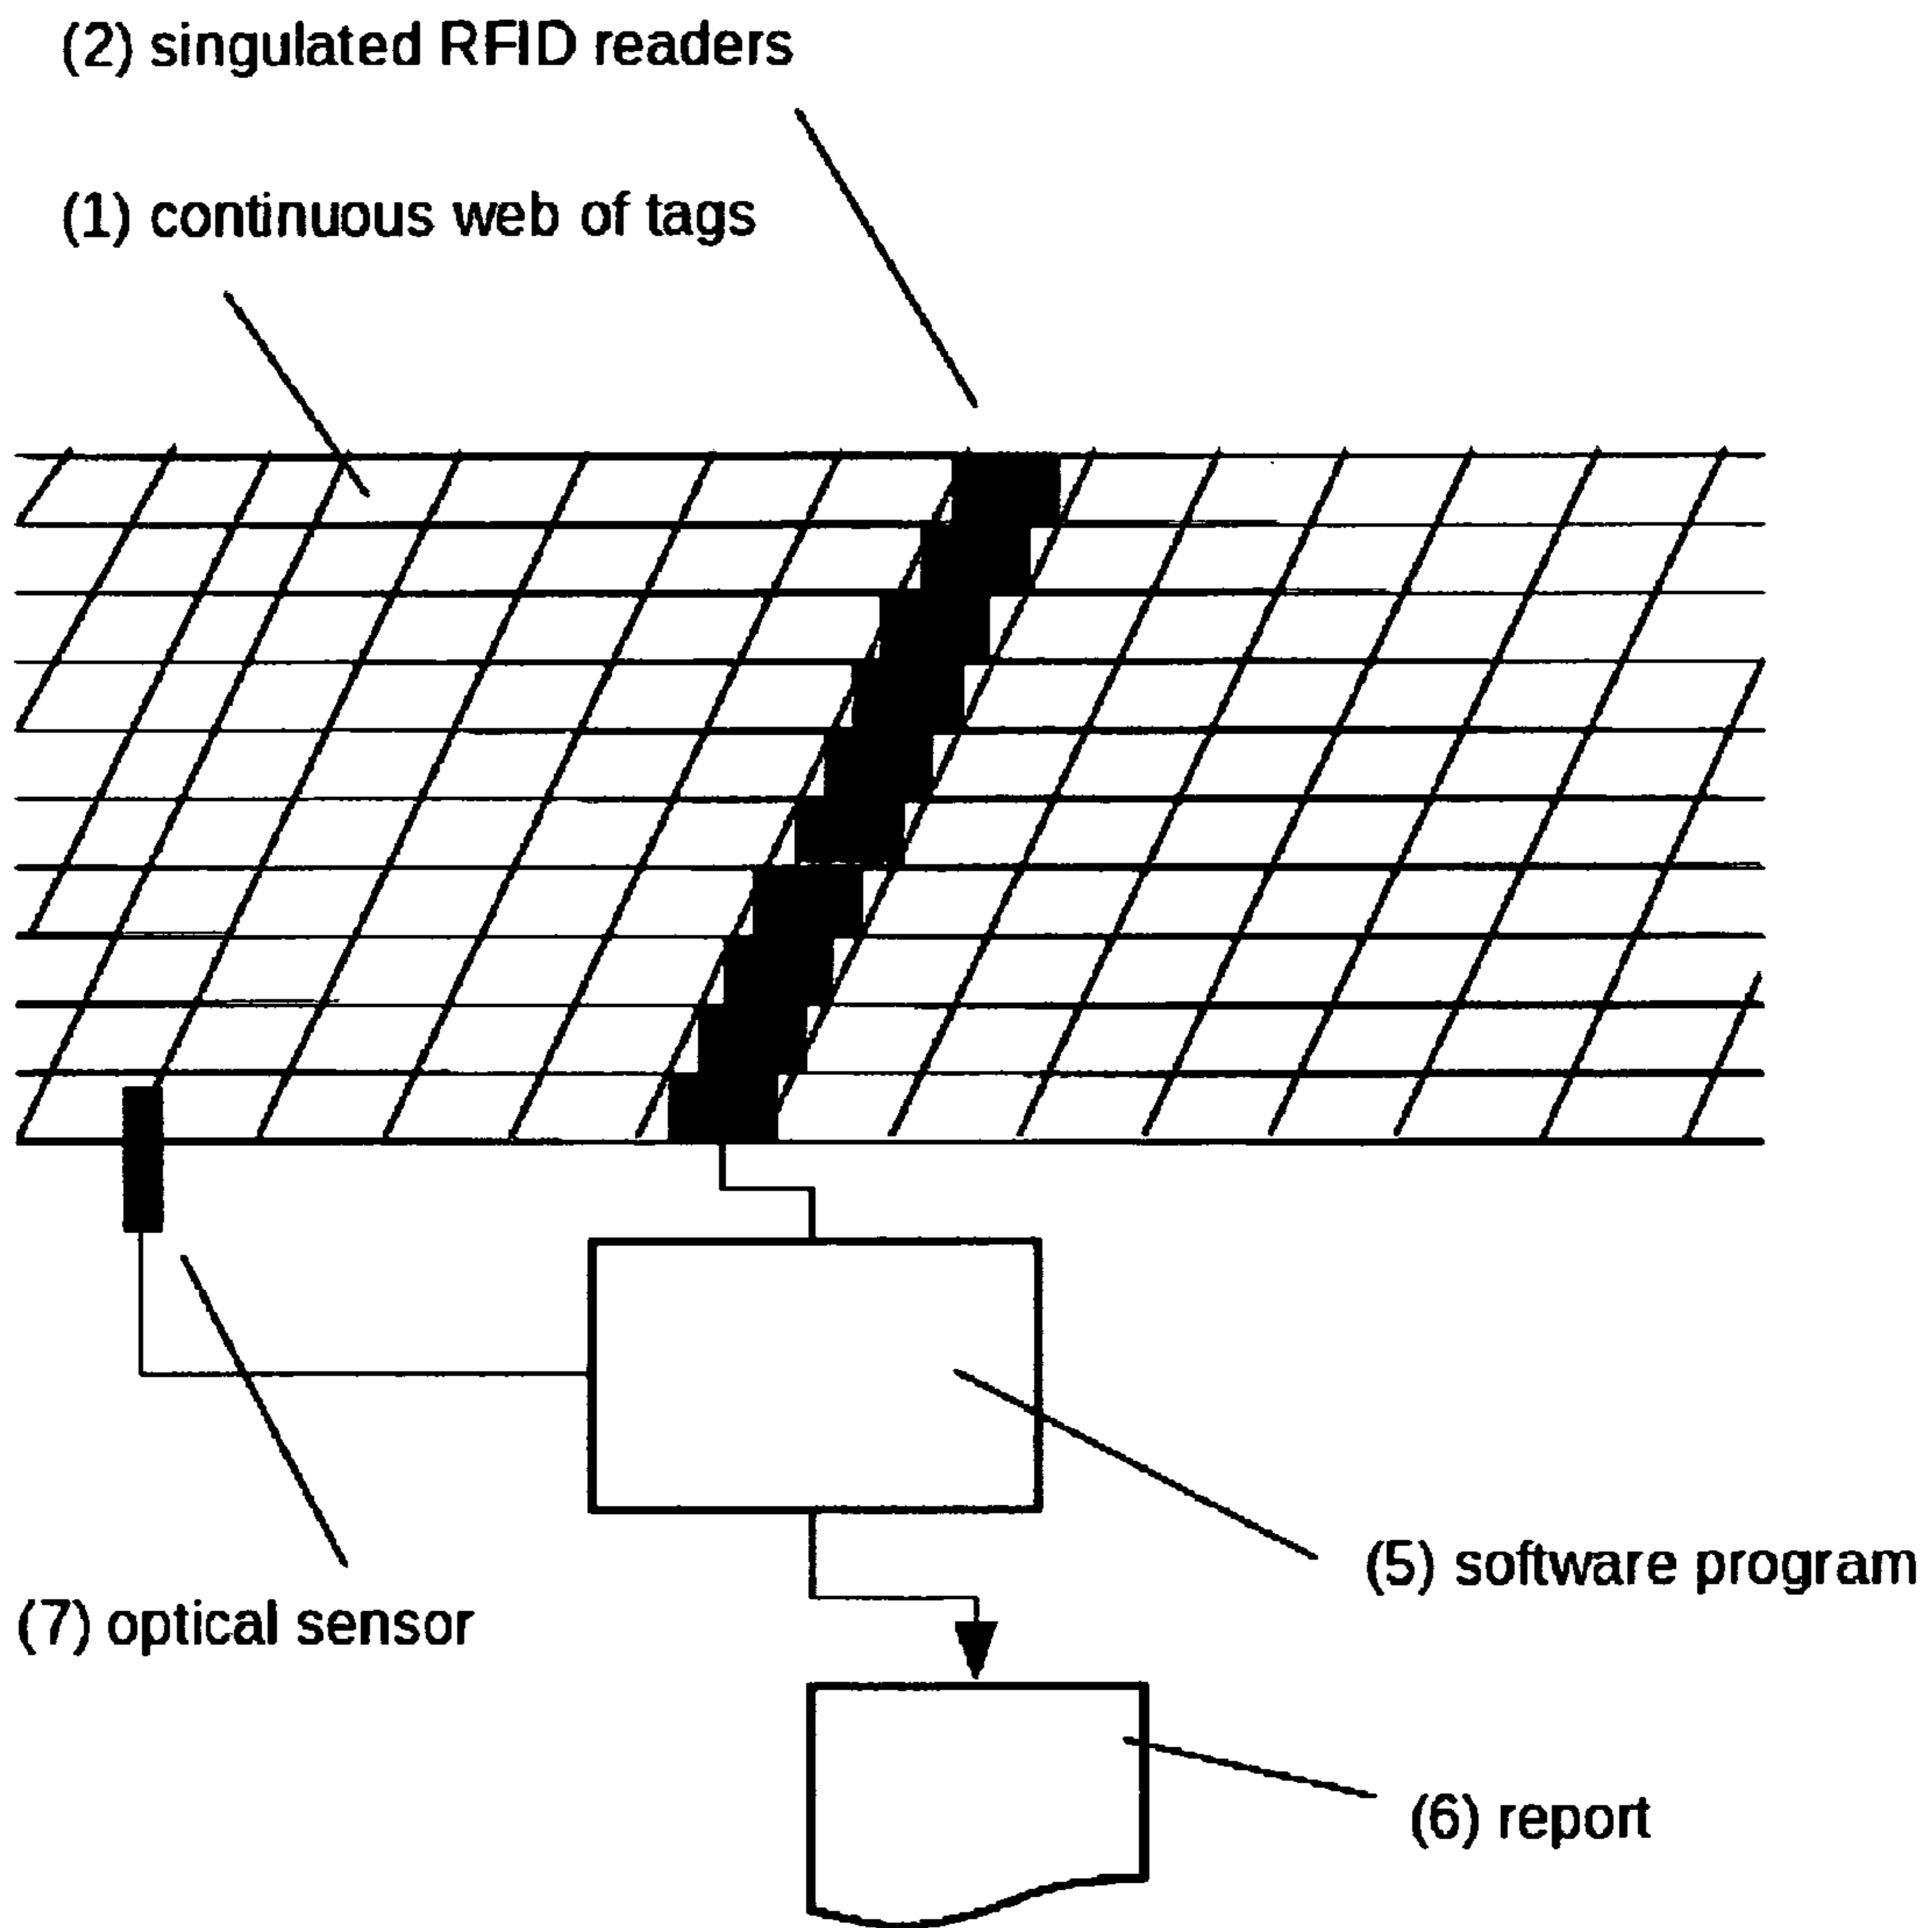 (2) singulated RFID readers
(1) continuous web of tags
(5) software program
(7) optical sensor
(6) report